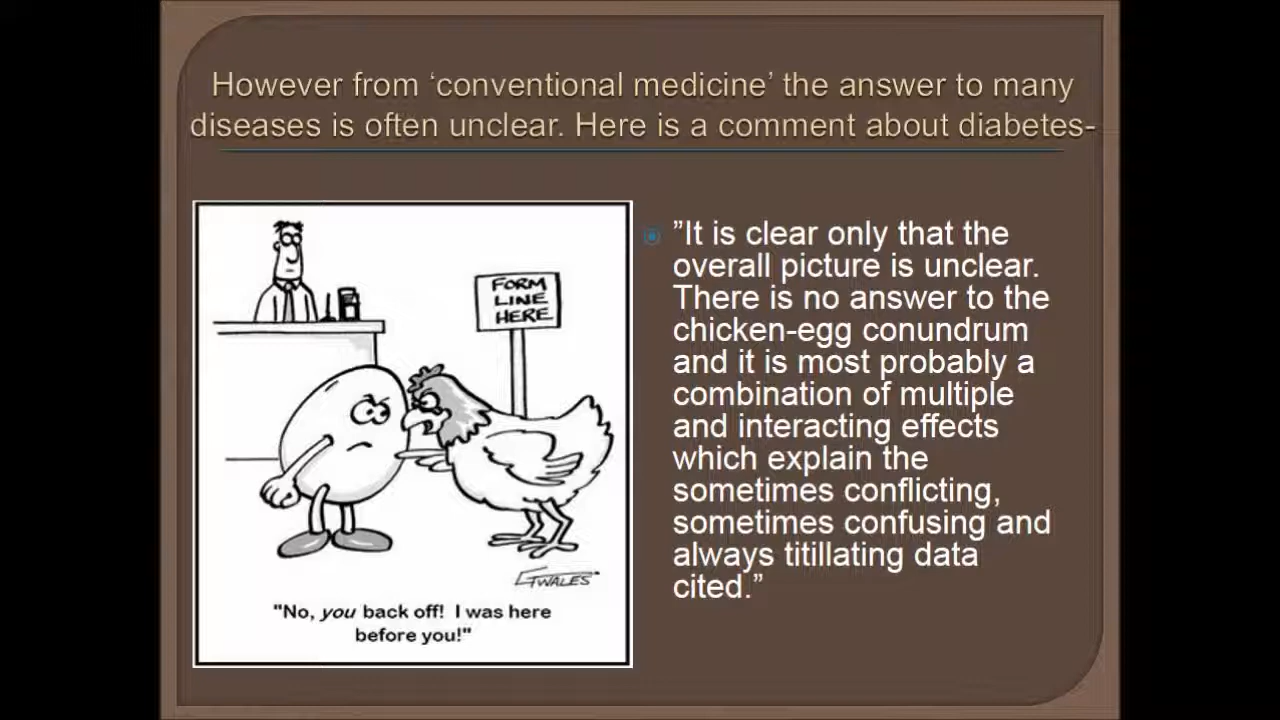 However from ‘conventional medicine’ the answer to many
diseases is often unclear. Here is a comment about diabetes-
FORM
LINE
HERE
GWALES
"No, you back off! I was here
before you!"
”It is clear only that the
overall picture is unclear.
There is no answer to the
chicken-egg conundrum
and it is most probably a
combination of multiple
and interacting effects
which explain the
sometimes conflicting,
sometimes confusing and
always titillating data
cited.”